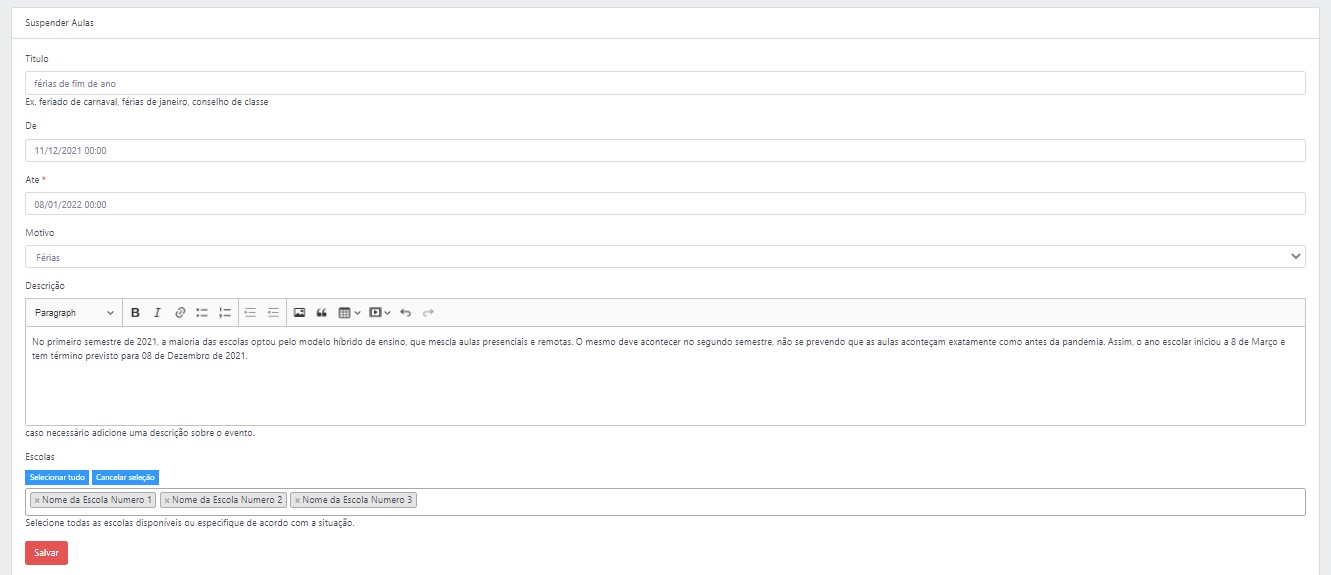 Suspender Aulas
Titulo
férias de fim de ano
Ex. feriado de carnaval, férias de janeiro, conselho de classe
De
11/12/2021 00:00
Ate *
08/01/2022 00:00
Motivo
Férias
Descrição
Paragraph B I
No primeiro semestre de 2021, a maioria das escolas optou pelo modelo híbrido de ensino, que mescla aulas presenciais e remotas. O mesmo deve acontecer no segundo semestre, não se prevendo que as aulas aconteçam exatamente como antes da pandemia. Assim, o ano escolar iniciou a 8 de Março e
tem término previsto para 08 de Dezembro de 2021.
caso necessário adicione uma descrição sobre o evento.
Escolas
Selecionar tudo Cancelar seleção
× Nome da Escola Numero 1 × Nome da Escola Numero 2 × Nome da Escola Numero 3
Selecione todas as escolas disponíveis ou especifique de acordo com a situação.
Salvar